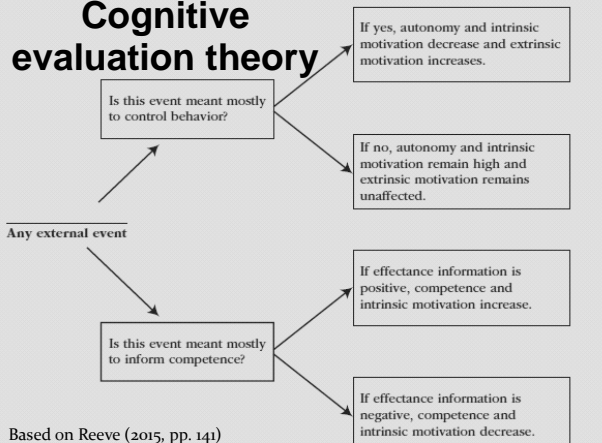 Cognitive
evaluation theory
If yes, autonomy and intrinsic
motivation decrease and extrinsic
motivation increases.
Is this event meant mostly
to control behavior?
If no, autonomy and intrinsic
motivation remain high and
extrinsic motivation remains
unaffected.
Any external event
If effectance information is
positive, competence and
intrinsic motivation increase.
Is this event meant mostly
to inform competence?
If effectance information is
negative, competence and
intrinsic motivation decrease.
Based on Reeve (2015, pp. 141)